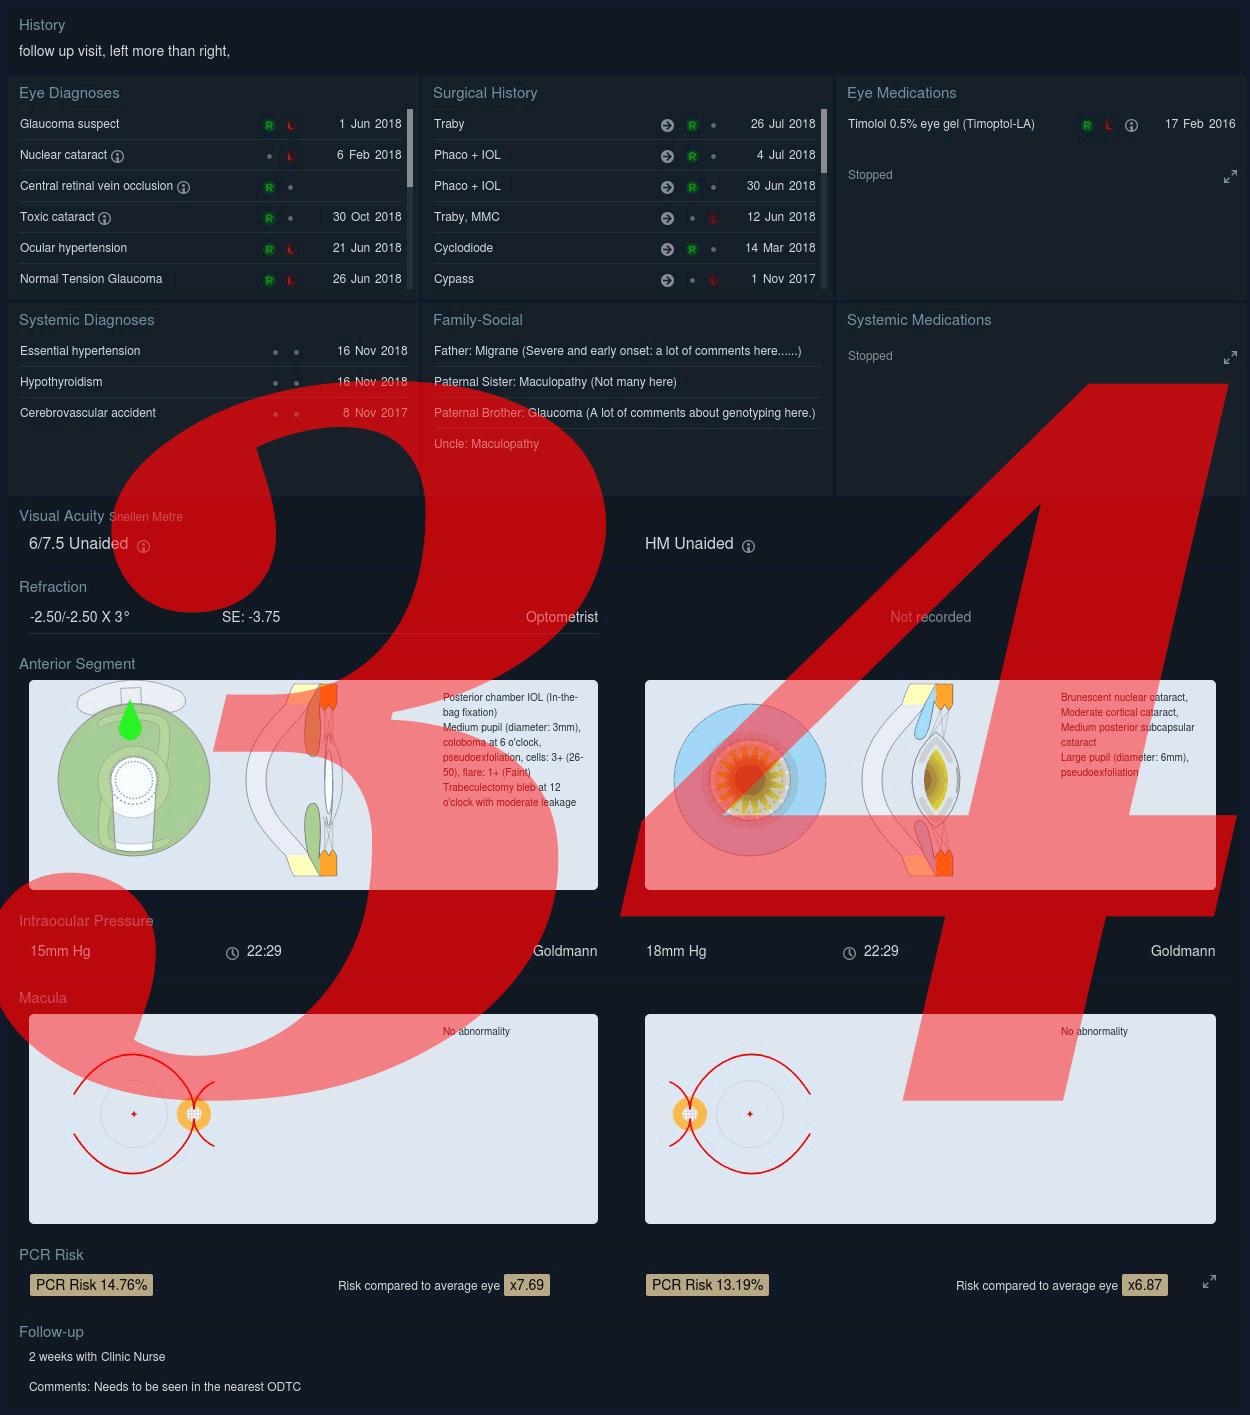 History
follow up visit, left more than right,
Eye Diagnoses
Glaucoma suspect R L 1 Jun 2018
Nuclear cataract L 6 Feb 2018
Central retinal vein occlusion R
Toxic cataract R 30 Oct 2018
Ocular hypertension R L 21 Jun 2018
Normal Tension Glaucoma R L 26 Jun 2018
Surgical History
Traby R 26 Jul 2018
Phaco + IOL R 4 Jul 2018
Phaco + IOL R 30 Jun 2018
Traby, MMC L 12 Jun 2018
Cyclodiode R 14 Mar 2018
Cypass L 1 Nov 2017
Eye Medications
Timolol 0.5% eye gel (Timoptol-LA) R L 17 Feb 2016
Stopped
Systemic Diagnoses
Essential hypertension 16 Nov 2018
Hypothyroidism 16 Nov 2018
Cerebrovascular accident 8 Nov 2017
Family-Social
Father: Migrane (Severe and early onset: a lot of comments here......)
Paternal Sister: Maculopathy (Not many here)
Paternal Brother: Glaucoma (A lot of comments about genotyping here.)
Uncle: Maculopathy
Systemic Medications
Stopped
34
Visual Acuity Snellen Metre
6/7.5 Unaided
HM Unaided
Refraction
-2.50/-2.50 X 3° SE: -3.75 Optometrist
Not recorded
Anterior Segment
Posterior chamber IOL (In-the-
bag fixation)
Medium pupil (diameter: 3mm),
coloboma at 6 o'clock,
pseudoexfoliation, cells: 3+ (26-
50), flare: 1+ (Faint)
Trabeculectomy bleb at 12
o'clock with moderate leakage
Brunescent nuclear cataract,
Moderate cortical cataract,
Medium posterior subcapsular
cataract
Large pupil (diameter: 6mm),
pseudoexfoliation
Intraocular Pressure
15mm Hg 22:29 Goldmann
18mm Hg 22:29 Goldmann
Macula
No abnormality
No abnormality
PCR Risk
PCR Risk 14.76% Risk compared to average eye x7.69
PCR Risk 13.19% Risk compared to average eye x6.87
Follow-up
2 weeks with Clinic Nurse
Comments: Needs to be seen in the nearest ODTC